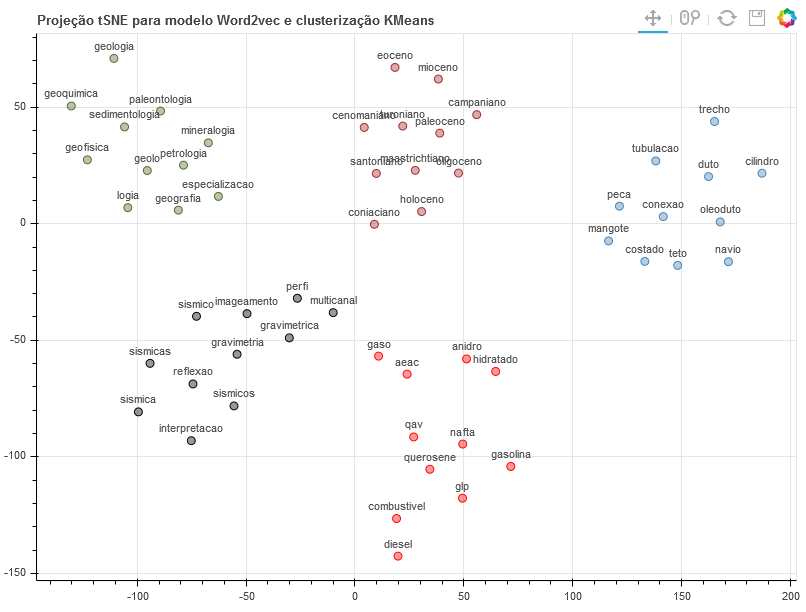 Projeção tSNE para modelo Word2vec e clusterização KMeans
geologia
eoceno
mioceno
geoquimica
paleontologia
campaniano
trecho
sedimentologia
cenomaniano
turoniano
paleoceno
mineralogia
geofisica
geolo
petrologia
santoniano
maastrichtiano
oligoceno
tubulacao
duto
cilindro
especializacao
logia
geografia
holoceno
coniaciano
peca
conexao
oleoduto
mangote
costado
teto
navio
perfi
sismico
imageamento
multicanal
gravimetrica
gravimetria
sismicas
reflexao
sismicos
sismica
interpretacao
gaso
aeac
anidro
hidratado
qav
nafta
querosene
gasolina
glp
combustivel
diesel
50
0
-50
-100
-150
-100
-50
0
50
100
150
200